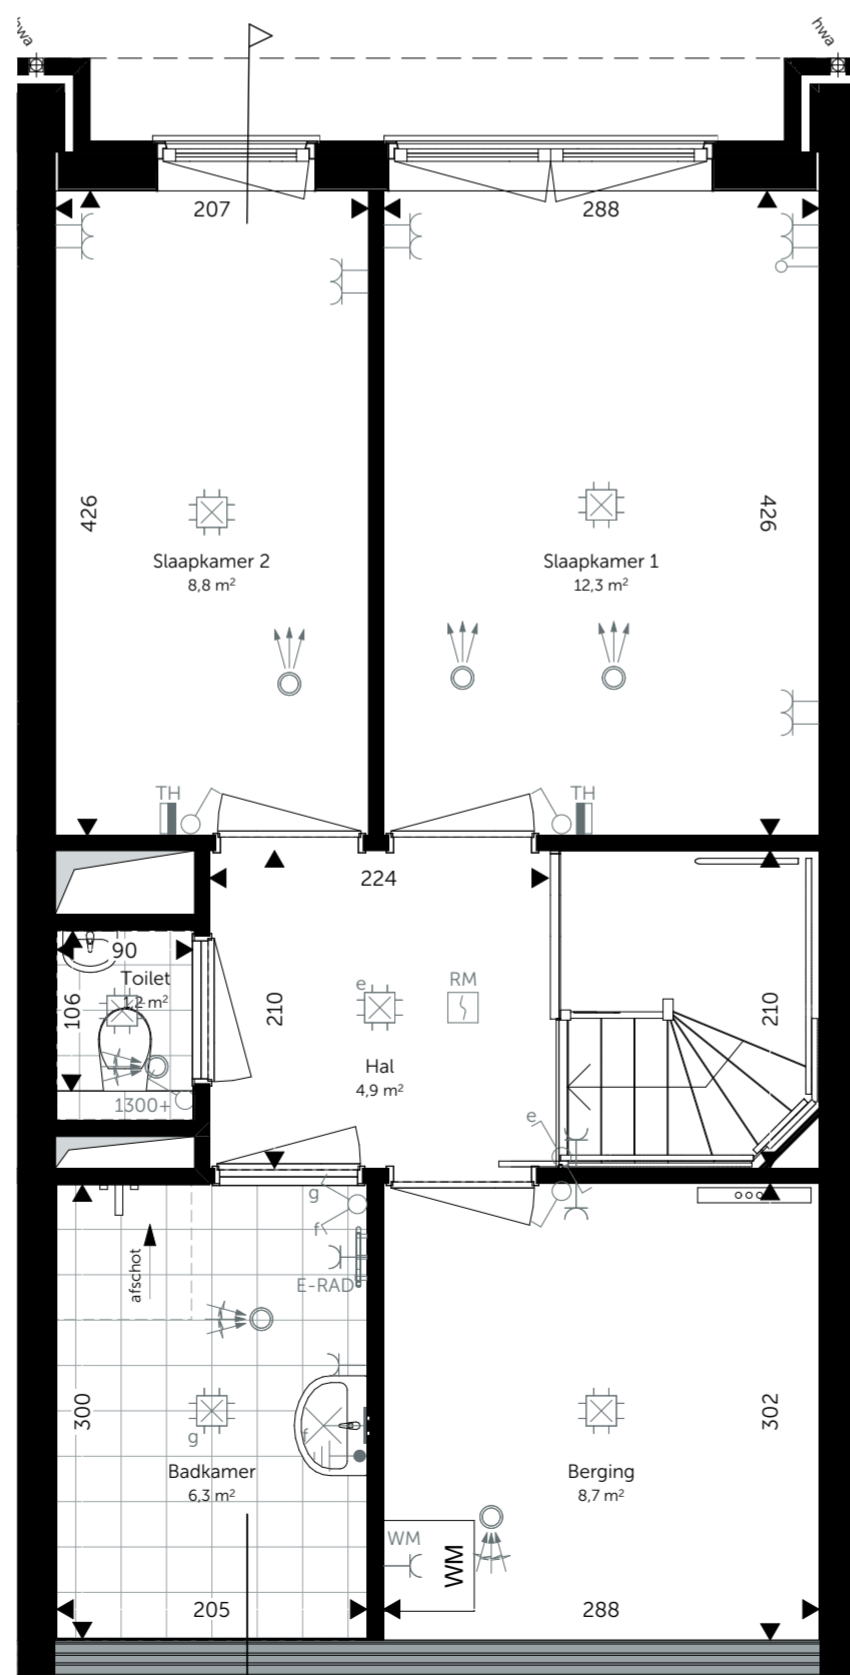 hwa
hwa
207
288
426
426
Slaapkamer 2
8,8 m²
Slaapkamer 1
12,3 m²
TH
TH
224
90
Toilet
1,2 m²
106
210
e
RM
210
Hal
4,9 m²
1300+
e
g
f
afschot
E-RAD
300
302
g
f
Badkamer
6,3 m²
Berging
8,7 m²
WM
WM
205
288